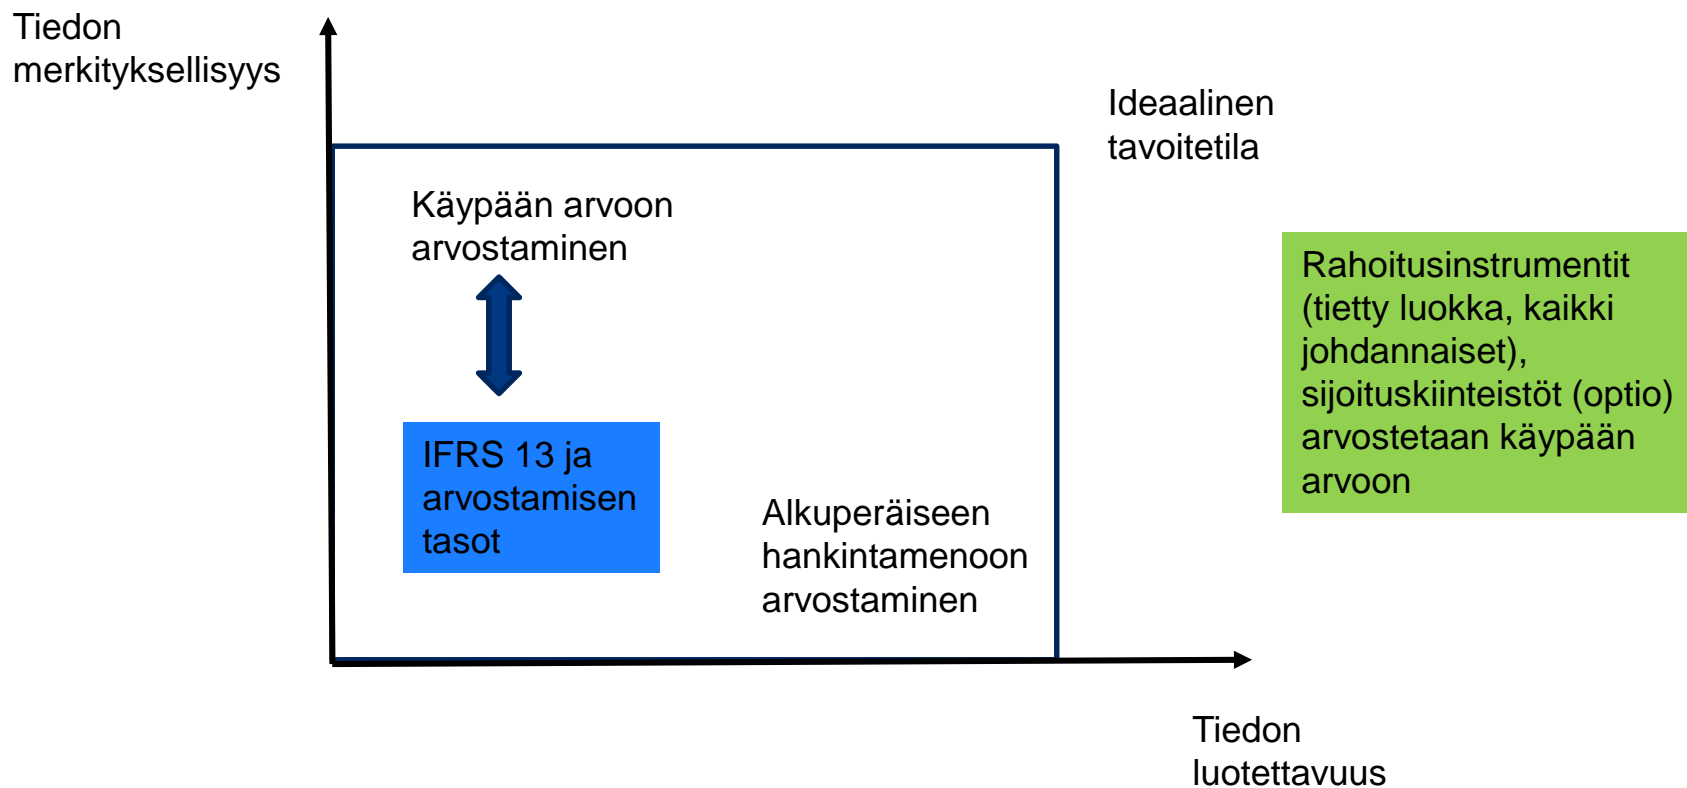 Tiedon
merkityksellisyys
Ideaalinen
tavoitetila
Käypään arvoon
arvostaminen
Rahoitusinstrumentit
(tietty luokka, kaikki
johdannaiset),
sijoituskiinteistöt (optio)
arvostetaan käypään
arvoon
IFRS 13 ja
arvostamisen
tasot
Alkuperäiseen
hankintamenoon
arvostaminen
Tiedon
luotettavuus